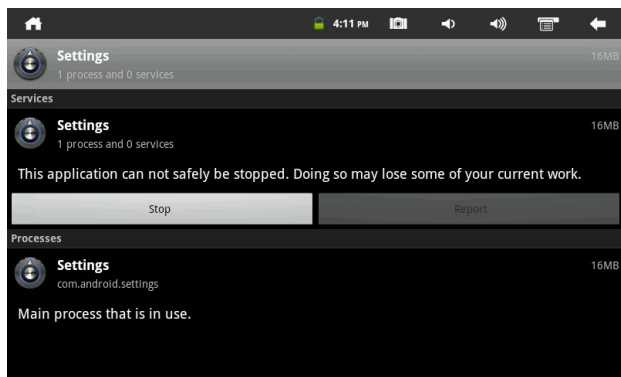 4:11 PM
Settings
16MB
1 process and 0 services
Services
Settings
16MB
1 process and 0 services
This application can not safely be stopped. Doing so may lose some of your current work.
Stop
Report
Processes
Settings
16MB
com.android.settings
Main process that is in use.